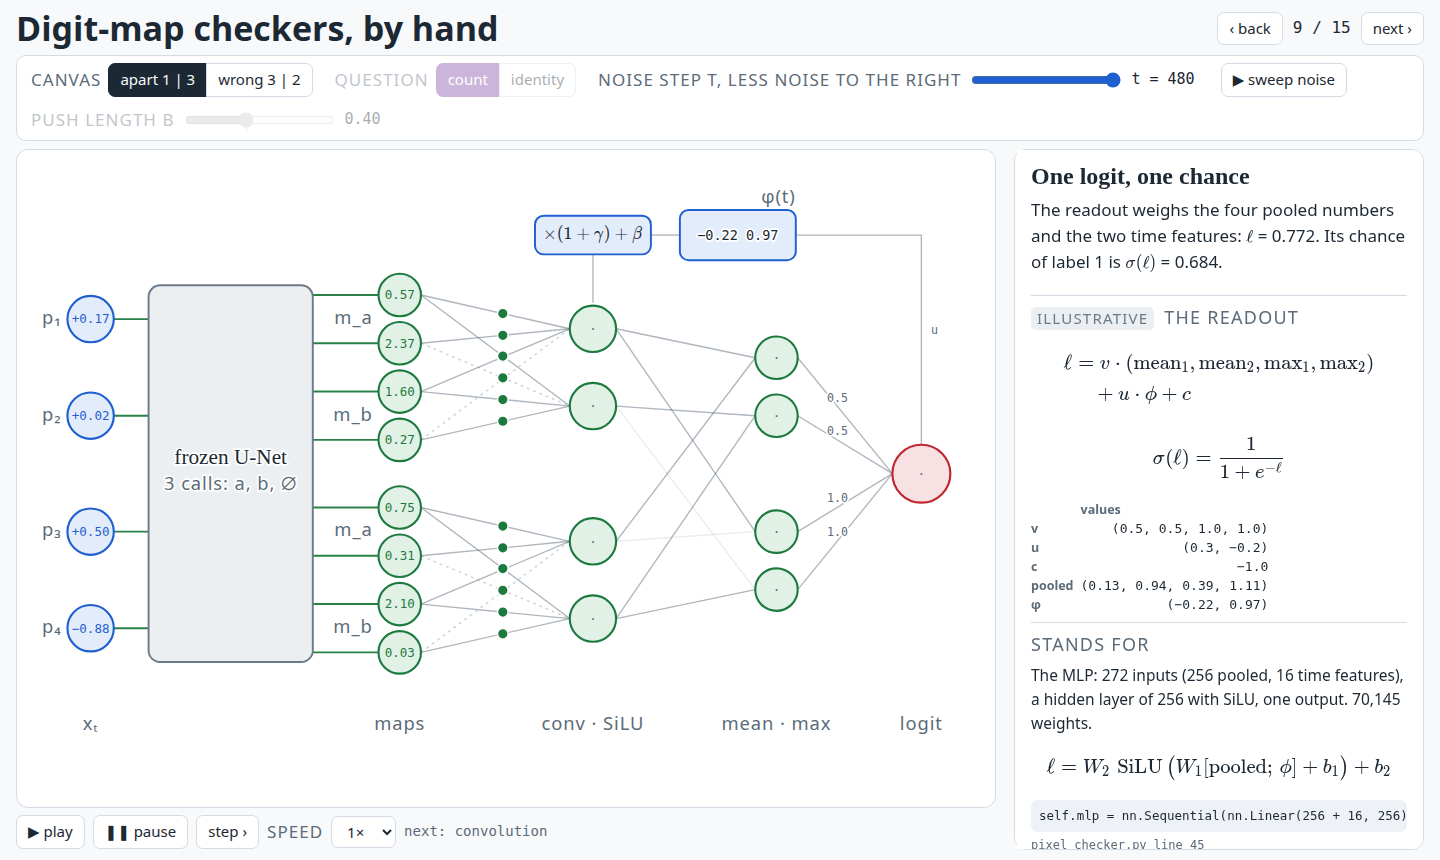 Digit-map checkers, by hand
‹ back 9 / 15 next ›
CANVAS apart 1 | 3 wrong 3 | 2 QUESTION count identity NOISE STEP T, LESS NOISE TO THE RIGHT t = 480 ▶ sweep noise
PUSH LENGTH B 0.40
φ(t)
×(1 + γ) + β −0.22 0.97
p₁ +0.17
p₂ +0.02
p₃ +0.50
p₄ −0.88
frozen U-Net
3 calls: a, b, ∅
0.57
m_a
2.37
1.60
m_b
0.27
0.75
m_a
0.31
2.10
m_b
0.03
u
0.5
0.5
1.0
1.0
xₜ maps conv · SiLU mean · max logit
▶ play ❚❚ pause step › SPEED 1× next: convolution
One logit, one chance
The readout weighs the four pooled numbers
and the two time features: ℓ = 0.772. Its chance
of label 1 is σ(ℓ) = 0.684.
ILLUSTRATIVE THE READOUT
ℓ = v · (mean₁, mean₂, max₁, max₂)
+ u · ϕ + c
σ(ℓ) = 1 / (1 + e^{−ℓ})
values
v (0.5, 0.5, 1.0, 1.0)
u (0.3, −0.2)
c −1.0
pooled (0.13, 0.94, 0.39, 1.11)
φ (−0.22, 0.97)
STANDS FOR
The MLP: 272 inputs (256 pooled, 16 time features),
a hidden layer of 256 with SiLU, one output. 70,145
weights.
ℓ = W₂ SiLU (W₁[pooled; ϕ] + b₁) + b₂
self.mlp = nn.Sequential(nn.Linear(256 + 16, 256)
pixel_checker.py line 45